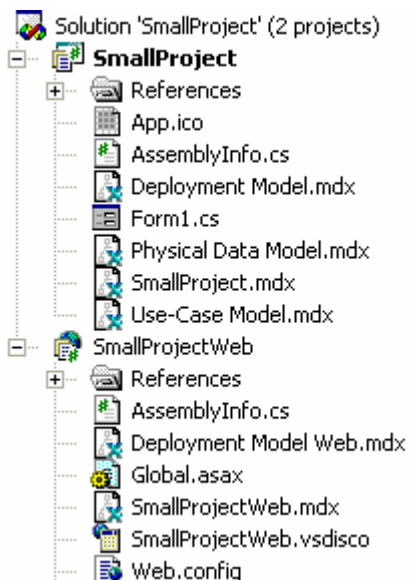 Solution 'SmallProject' (2 projects)
SmallProject
References
App.ico
AssemblyInfo.cs
Deployment Model.mdx
Form1.cs
Physical Data Model.mdx
SmallProject.mdx
Use-Case Model.mdx
SmallProjectWeb
References
AssemblyInfo.cs
Deployment Model Web.mdx
Global.asax
SmallProjectWeb.mdx
SmallProjectWeb.vsdisco
Web.config